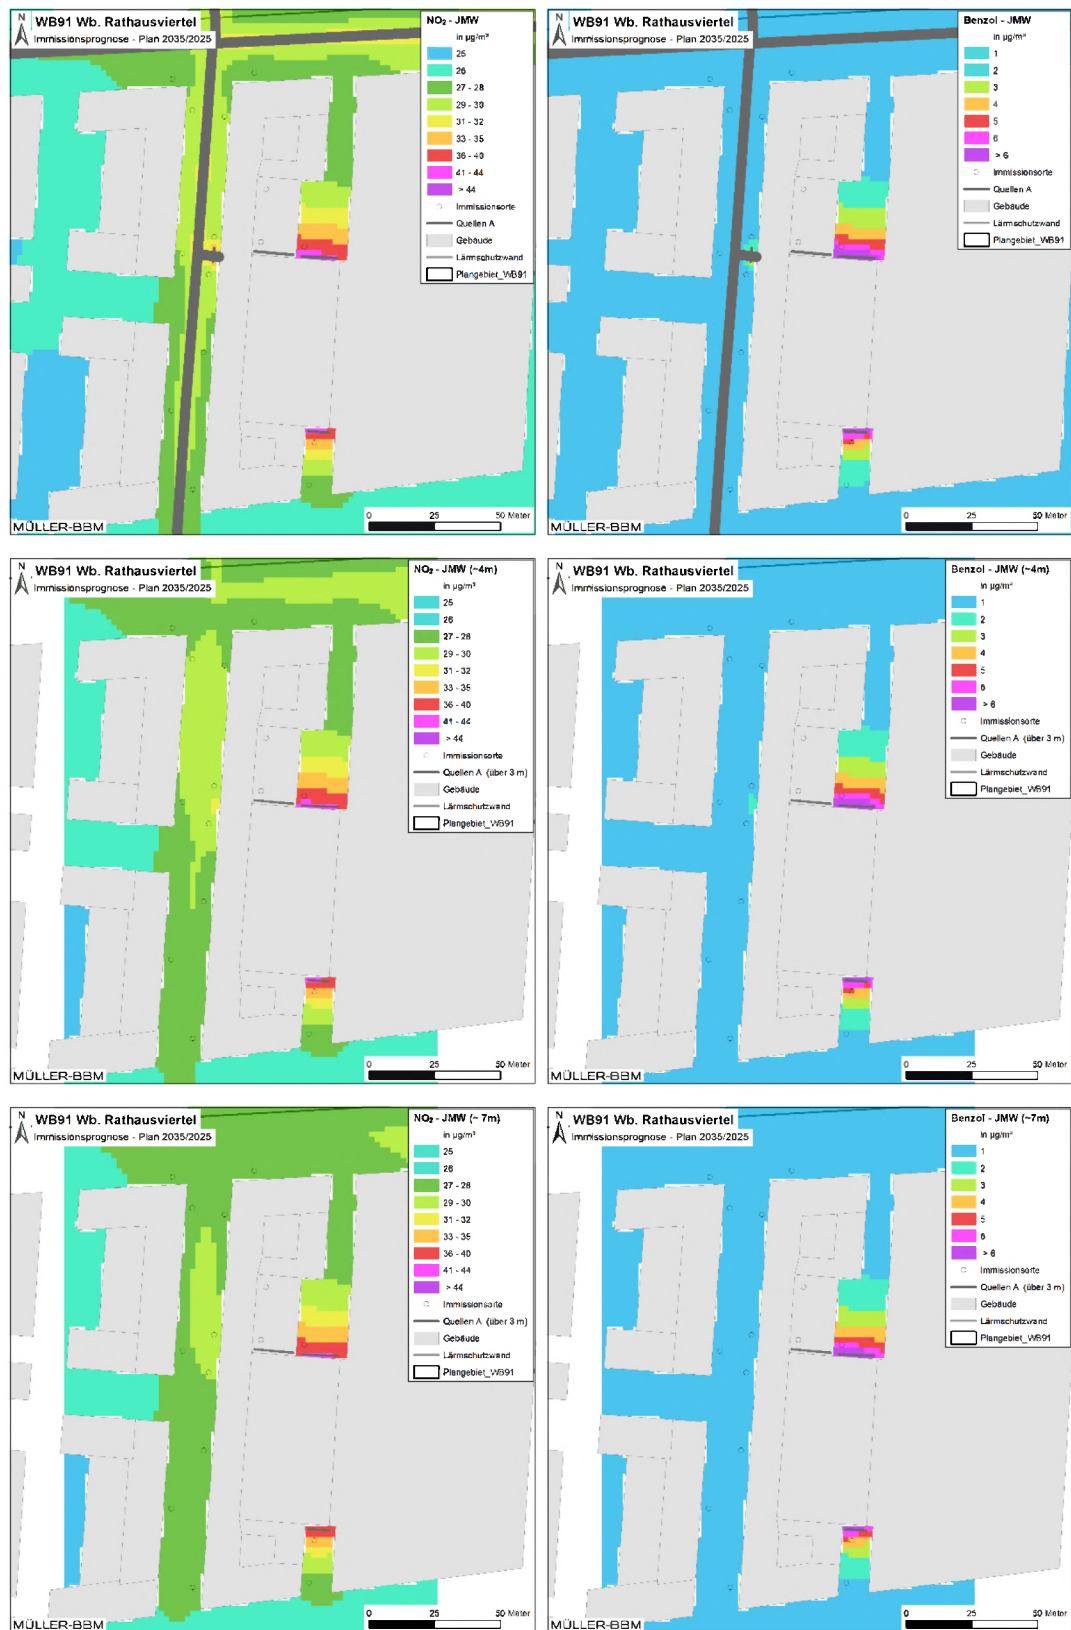 N
WB91 Wb. Rathausviertel
Immissionsprognose - Plan 2035/2025
NO₂ - JMW
in µg/m³
25
26
27 - 28
29 - 30
31 - 32
33 - 35
36 - 40
41 - 44
> 44
Immissionsorte
Quellen A
Gebäude
Lärmschutzwand
Plangebiet_WB91
0 25 50 Meter
MÜLLER-BBM
N
WB91 Wb. Rathausviertel
Immissionsprognose - Plan 2035/2025
Benzol - JMW
in µg/m³
1
2
3
4
5
6
> 6
Immissionsorte
Quellen A
Gebäude
Lärmschutzwand
Plangebiet_WB91
0 25 50 Meter
MÜLLER-BBM
N
WB91 Wb. Rathausviertel
Immissionsprognose - Plan 2035/2025
NO₂ - JMW (~4m)
in µg/m³
25
26
27 - 28
29 - 30
31 - 32
33 - 35
36 - 40
41 - 44
> 44
Immissionsorte
Quellen A (über 3 m)
Gebäude
Lärmschutzwand
Plangebiet_WB91
0 25 50 Meter
MÜLLER-BBM
N
WB91 Wb. Rathausviertel
Immissionsprognose - Plan 2035/2025
Benzol - JMW (~4m)
in µg/m³
1
2
3
4
5
6
> 6
Immissionsorte
Quellen A (über 3 m)
Gebäude
Lärmschutzwand
Plangebiet_WB91
0 25 50 Meter
MÜLLER-BBM
N
WB91 Wb. Rathausviertel
Immissionsprognose - Plan 2035/2025
NO₂ - JMW (~ 7m)
in µg/m³
25
26
27 - 28
29 - 30
31 - 32
33 - 35
36 - 40
41 - 44
> 44
Immissionsorte
Quellen A (über 3 m)
Gebäude
Lärmschutzwand
Plangebiet_WB91
0 25 50 Meter
MÜLLER-BBM
N
WB91 Wb. Rathausviertel
Immissionsprognose - Plan 2035/2025
Benzol - JMW (~7m)
in µg/m³
1
2
3
4
5
6
> 6
Immissionsorte
Quellen A (über 3 m)
Gebäude
Lärmschutzwand
Plangebiet_WB91
0 25 50 Meter
MÜLLER-BBM